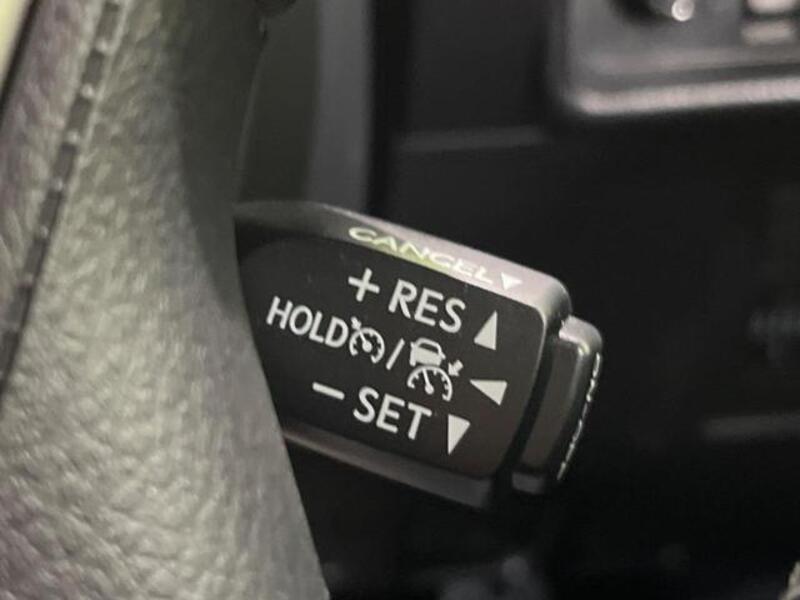 CANCEL▼
+ RES ▲
HOLD / ◀
− SET ▼